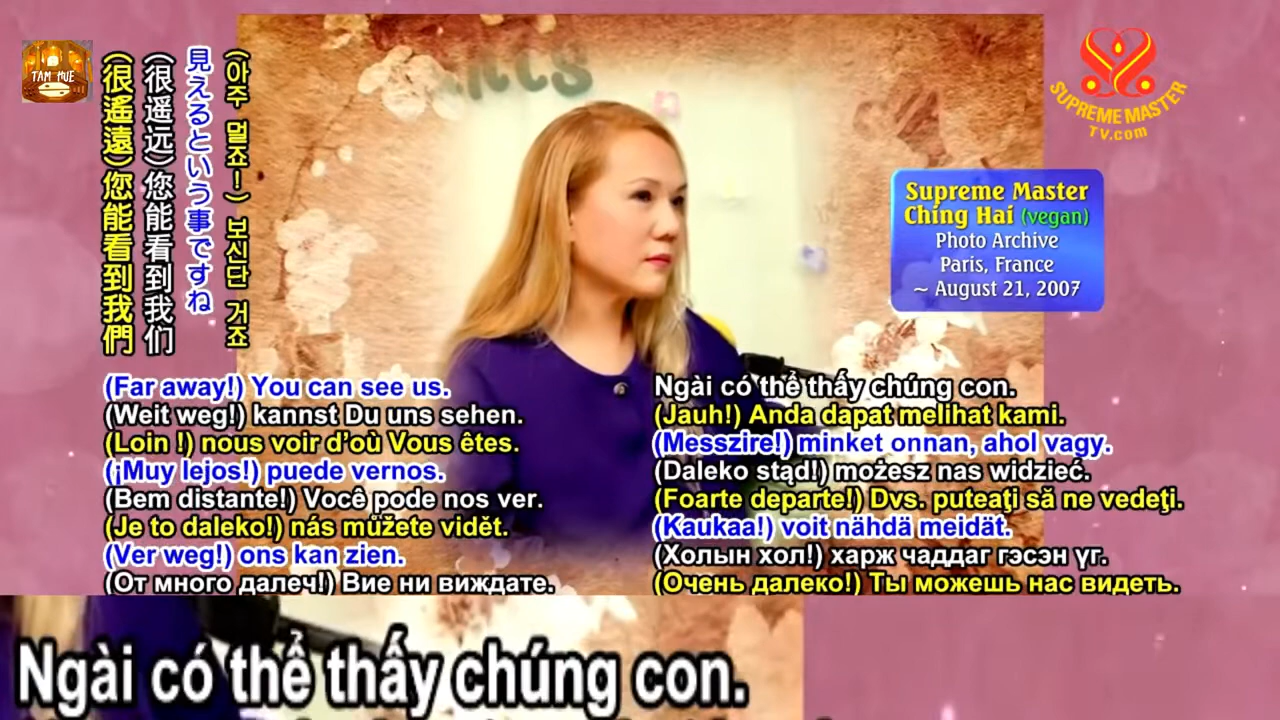 TAM HUE
(很遙遠)您能看到我們
(很遥远)您能看到我们
見えるという事ですね
(아주 멀죠!) 보신단 거죠
SUPREME MASTER
TV.com
Supreme Master
Ching Hai (vegan)
Photo Archive
Paris, France
~ August 21, 2007
(Far away!) You can see us.
(Weit weg!) kannst Du uns sehen.
(Loin !) nous voir d’où Vous êtes.
(¡Muy lejos!) puede vernos.
(Bem distante!) Você pode nos ver.
(Je to daleko!) nás můžete vidět.
(Ver weg!) ons kan zien.
(От много далеч!) Вие ни виждате.
Ngài có thể thấy chúng con.
(Jauh!) Anda dapat melihat kami.
(Messzire!) minket onnan, ahol vagy.
(Daleko stąd!) możesz nas widzieć.
(Foarte departe!) Dvs. puteaţi să ne vedeţi.
(Kaukaa!) voit nähdä meidät.
(Холын хол!) харж чаддаг гэсэн үг.
(Очень далеко!) Ты можешь нас видеть.
Ngài có thể thấy chúng con.